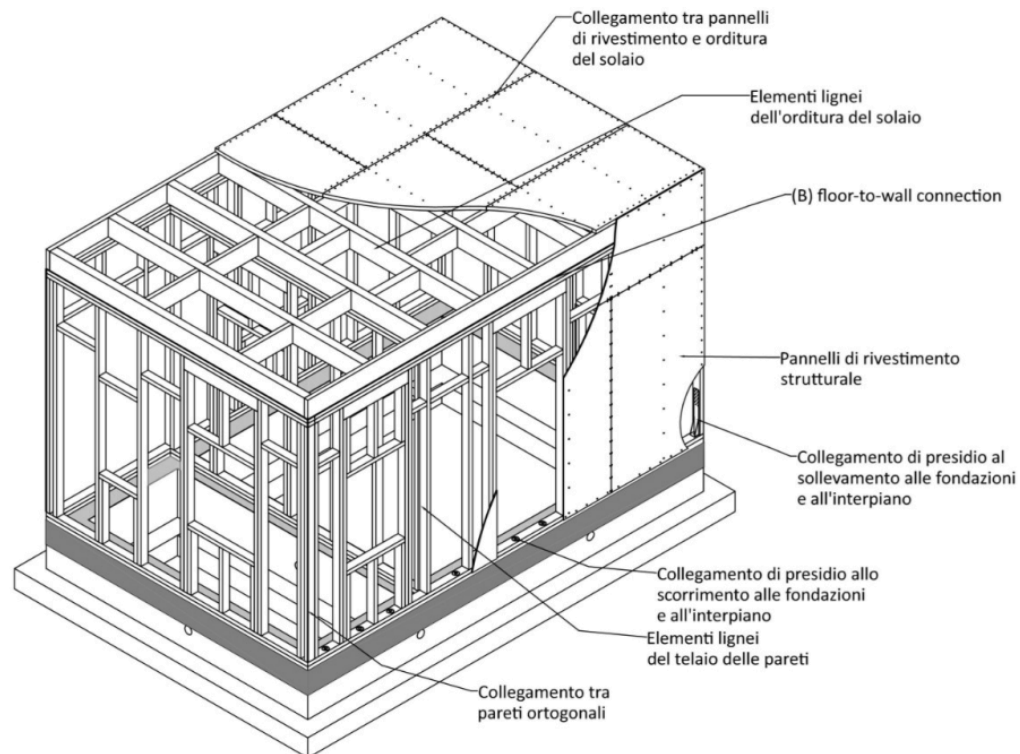 Collegamento tra pannelli
di rivestimento e orditura
del solaio
Elementi lignei
dell'orditura del solaio
(B) floor-to-wall connection
Pannelli di rivestimento
strutturale
Collegamento di presidio al
sollevamento alle fondazioni
e all'interpiano
Collegamento di presidio allo
scorrimento alle fondazioni
e all'interpiano
Elementi lignei
del telaio delle pareti
Collegamento tra
pareti ortogonali